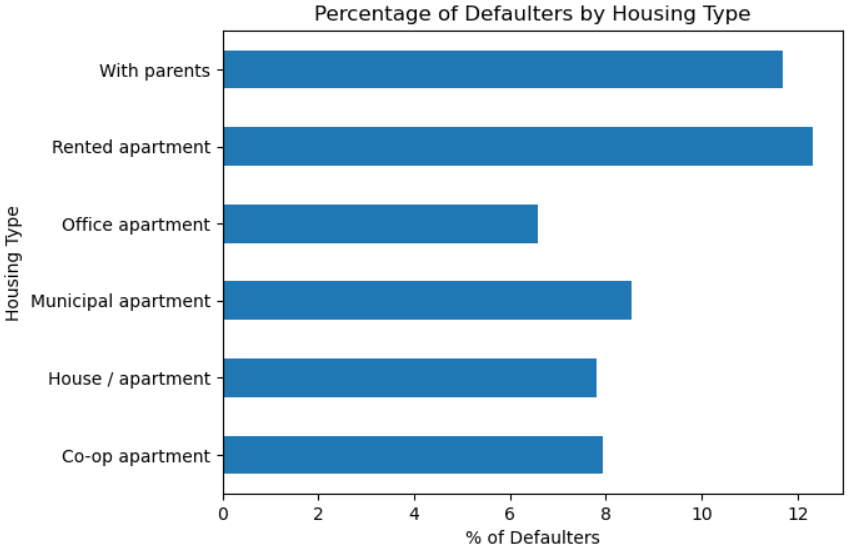 Percentage of Defaulters by Housing Type
With parents
Rented apartment
Office apartment
Municipal apartment
House / apartment
Co-op apartment
Housing Type
0 2 4 6 8 10 12
% of Defaulters